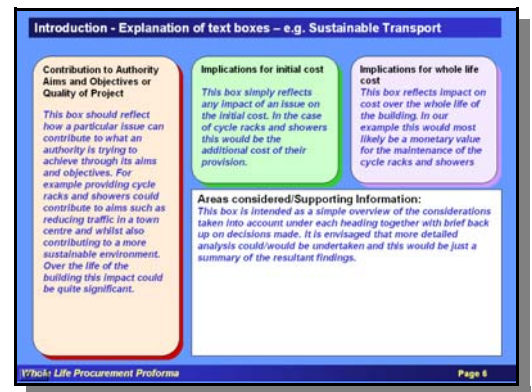 Introduction - Explanation of text boxes – e.g. Sustainable Transport
Contribution to Authority
Aims and Objectives or
Quality of Project
This box should reflect
how a particular issue can
contribute to what an
authority is trying to
achieve through its aims
and objectives. For
example providing cycle
racks and showers could
contribute to aims such as
reducing traffic in a town
centre and whilst also
contributing to a more
sustainable environment.
Over the life of the
building this impact could
be quite significant.
Implications for initial cost
This box simply reflects
any impact of an issue on
the initial cost. In the case
of cycle racks and showers
this would be the
additional cost of their
provision.
Implications for whole life
cost
This box reflects impact on
cost over the whole life of
the building. In our
example this would most
likely be a monetary value
for the maintenance of the
cycle racks and showers
Areas considered/Supporting Information:
This box is intended as a simple overview of the considerations
taken into account under each heading together with brief back
up on decisions made. It is envisaged that more detailed
analysis could/would be undertaken and this would be just a
summary of the resultant findings.
Whole Life Procurement Proforma
Page 6